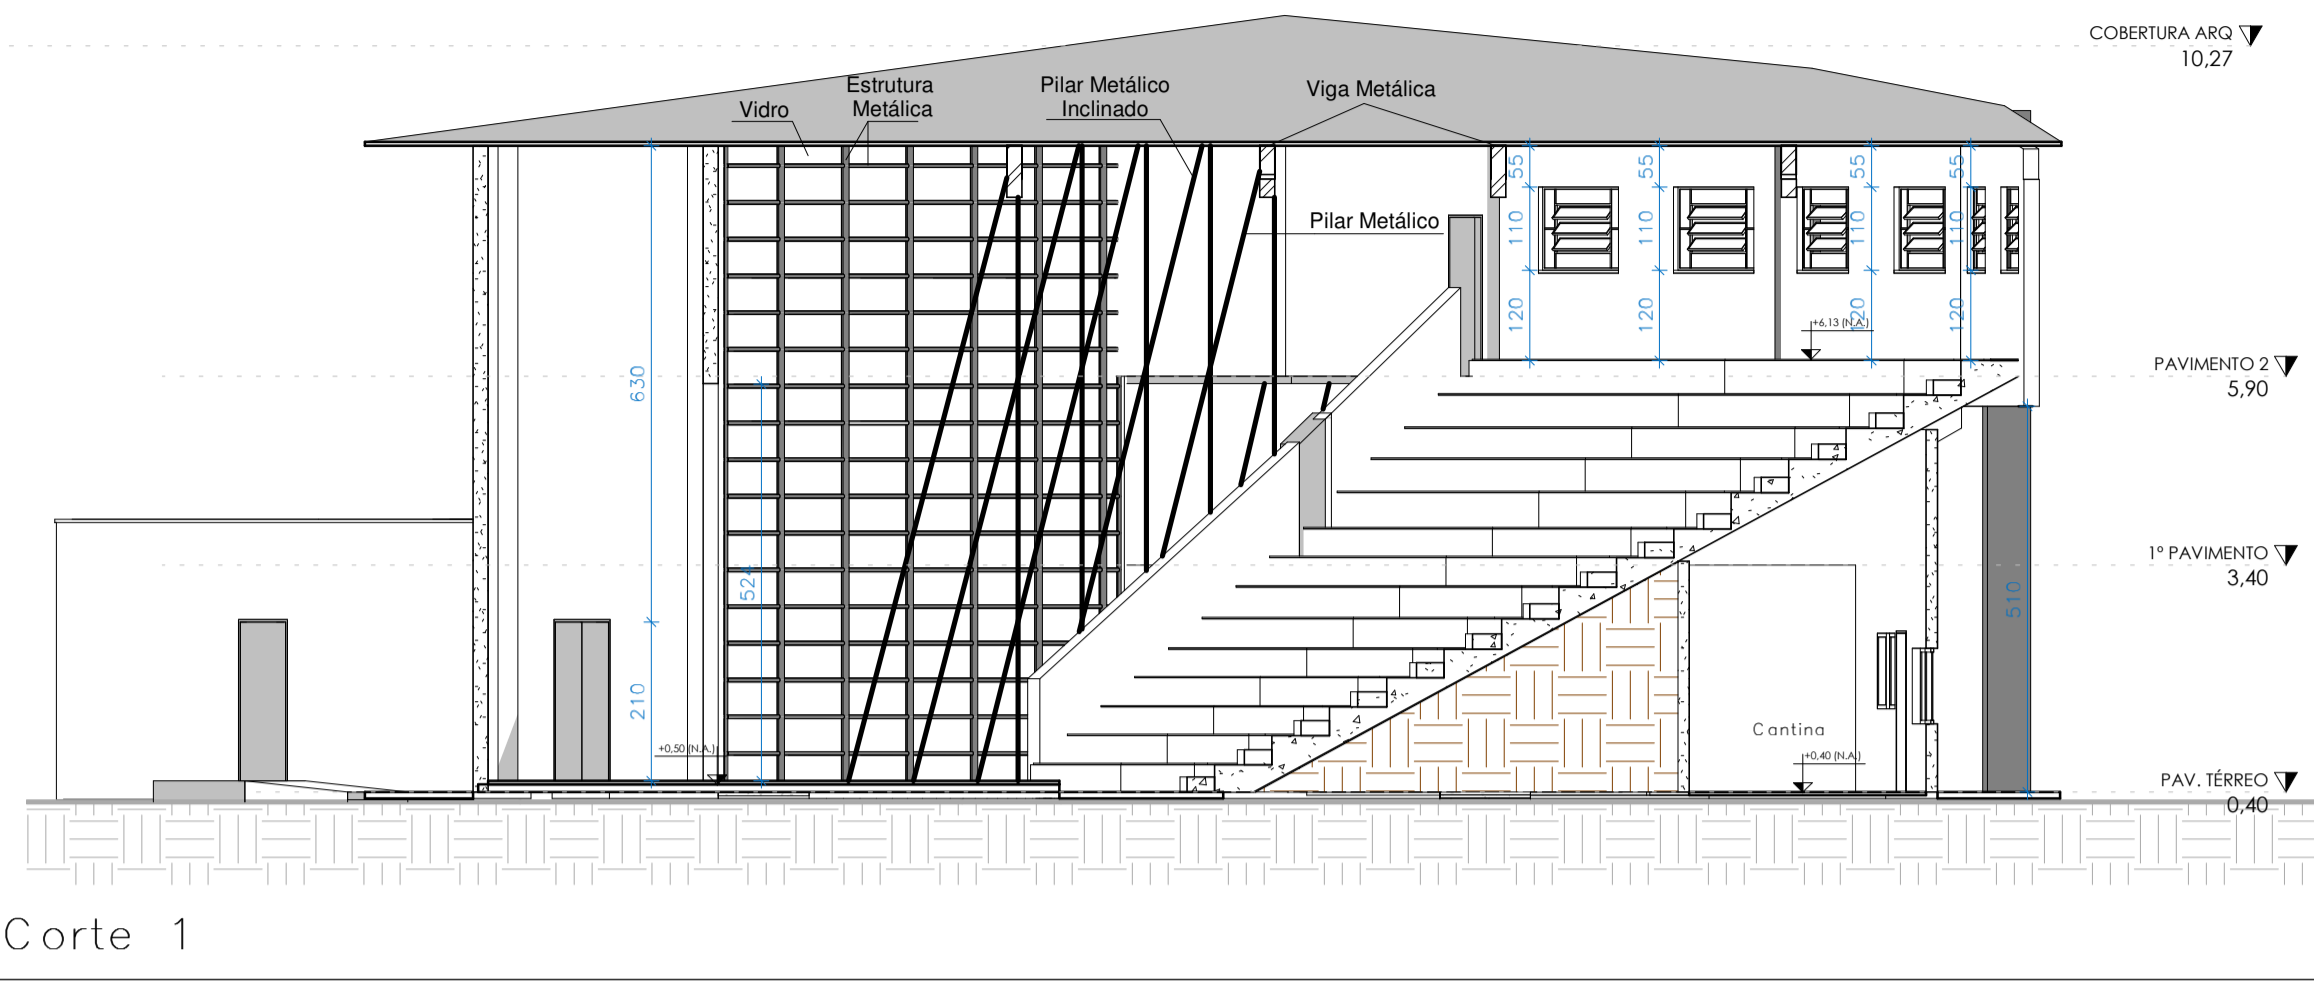 COBERTURA ARQ
10,27
Estrutura
Metálica
Vidro
Pilar Metálico
Inclinado
Viga Metálica
Pilar Metálico
55
55
55
55
110
110
110
110
120
120
120
120
+6,13 (N.A.)
PAVIMENTO 2
5,90
630
524
1º PAVIMENTO
3,40
510
210
+0,50 (N.A.)
Cantina
+0,40 (N.A.)
PAV. TÉRREO
0,40
Corte 1